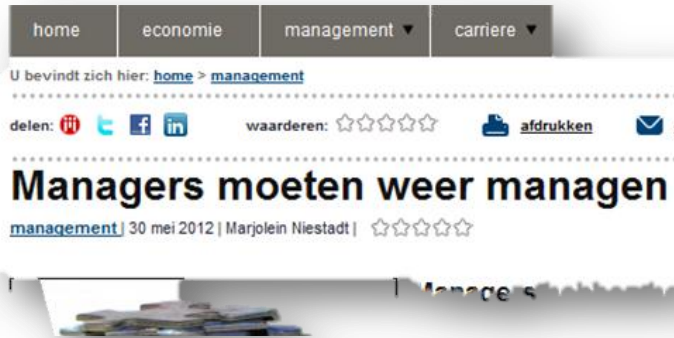 home economie management carriere
U bevindt zich hier: home > management
delen: waarderen: afdrukken
Managers moeten weer managen
management | 30 mei 2012 | Marjolein Niestadt |